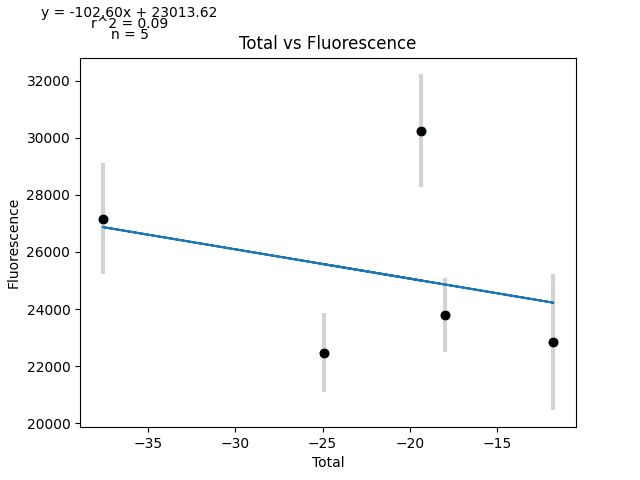 y = -102.60x + 23013.62
r^2 = 0.09
n = 5
Total vs Fluorescence
32000
30000
28000
26000
24000
22000
20000
Fluorescence
−35
−30
−25
−20
−15
Total